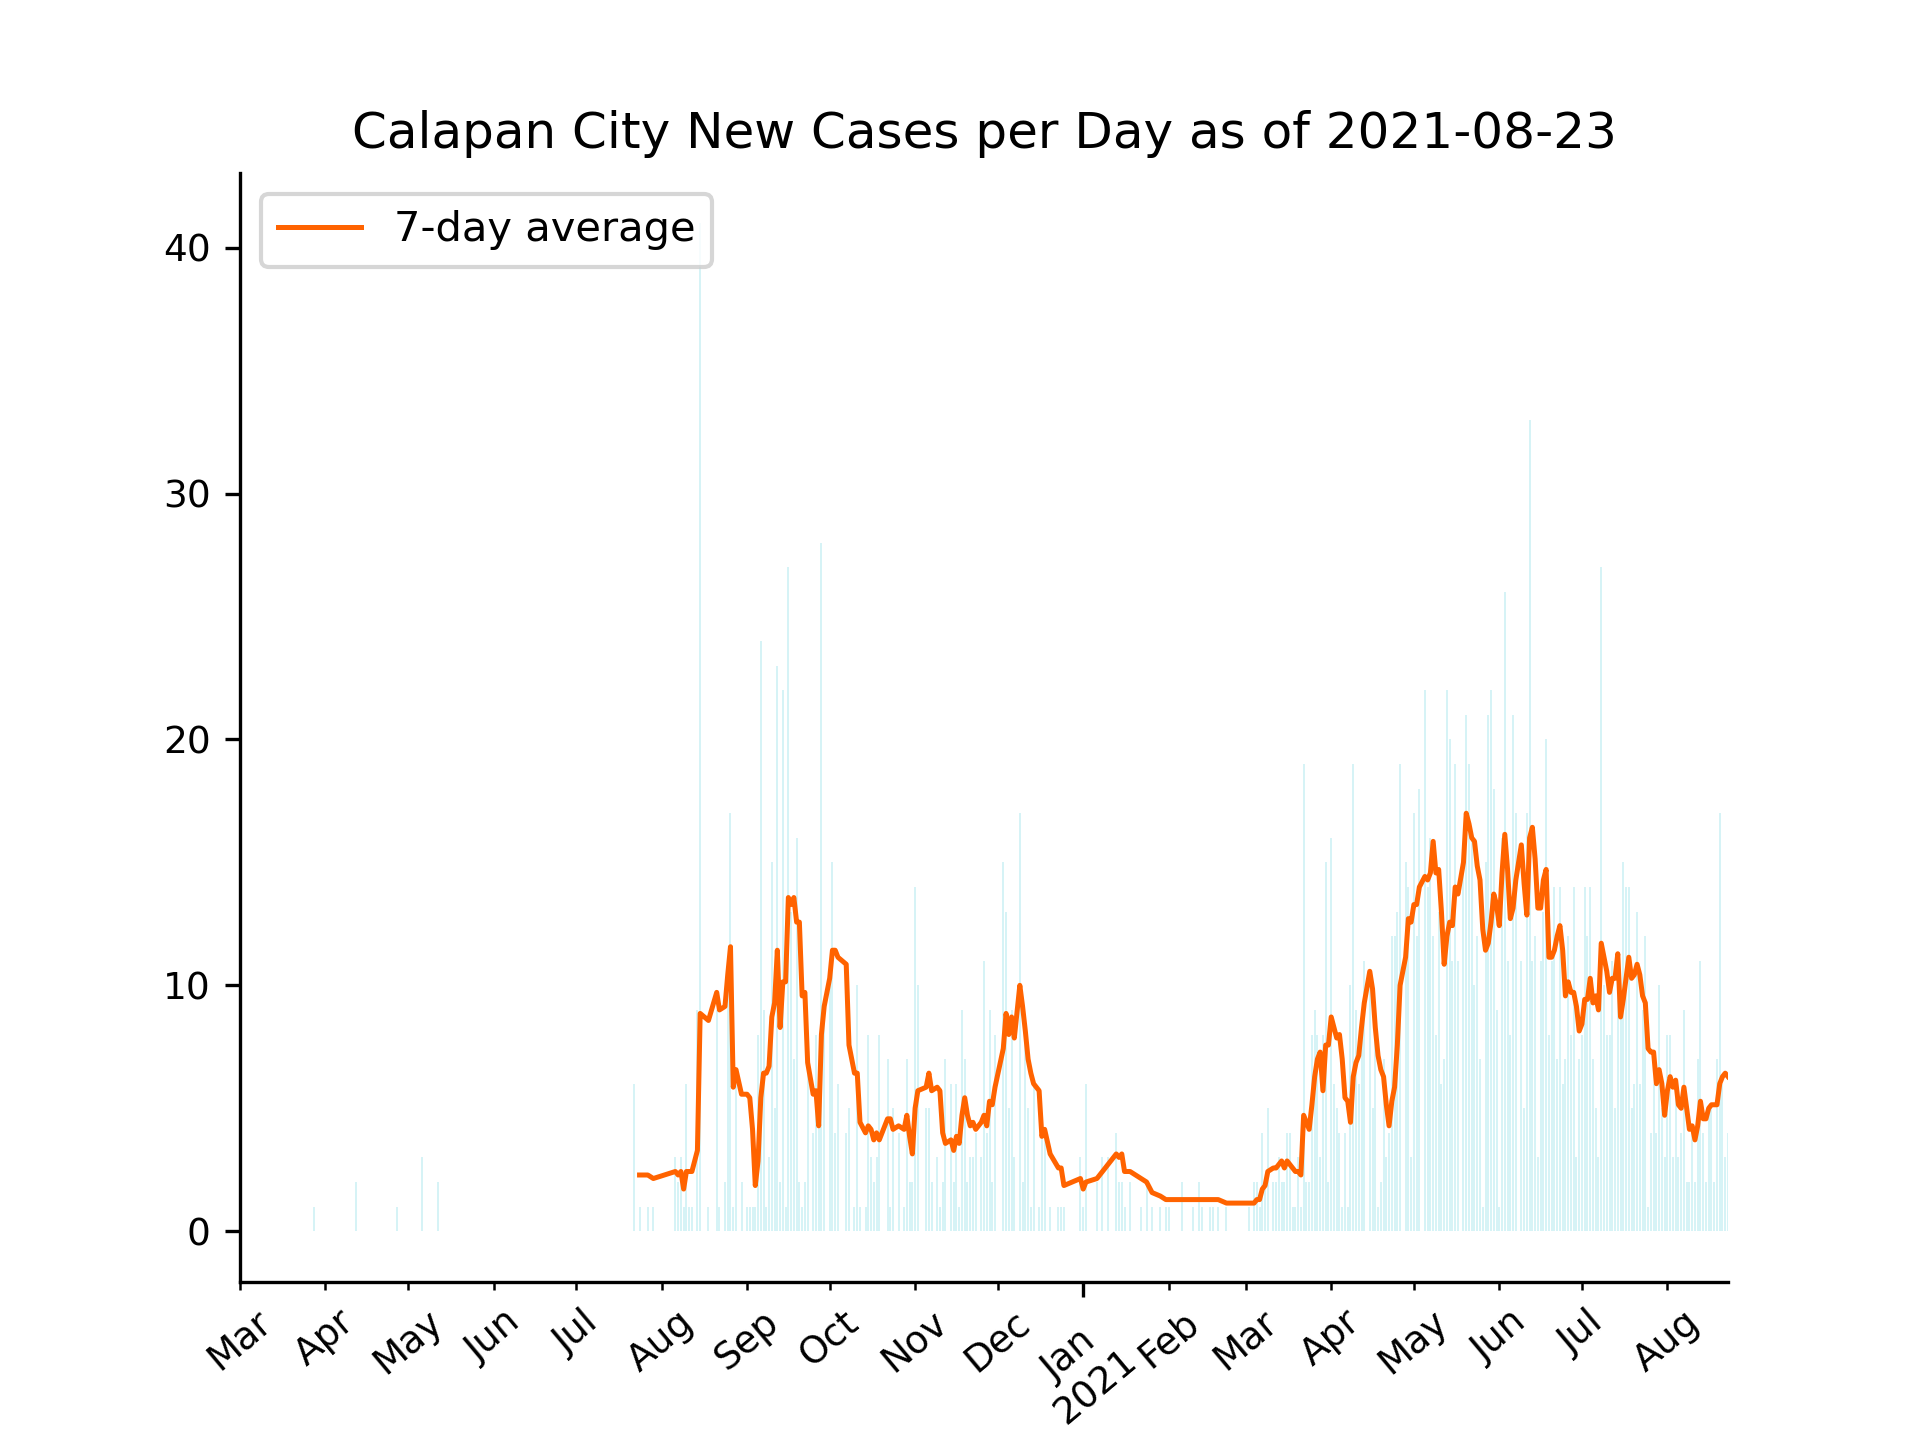 Calapan City New Cases per Day as of 2021-08-23
7-day average
40
30
20
10
0
Mar Apr May Jun Jul Aug Sep Oct Nov Dec Jan Feb Mar Apr May Jun Jul Aug
2021